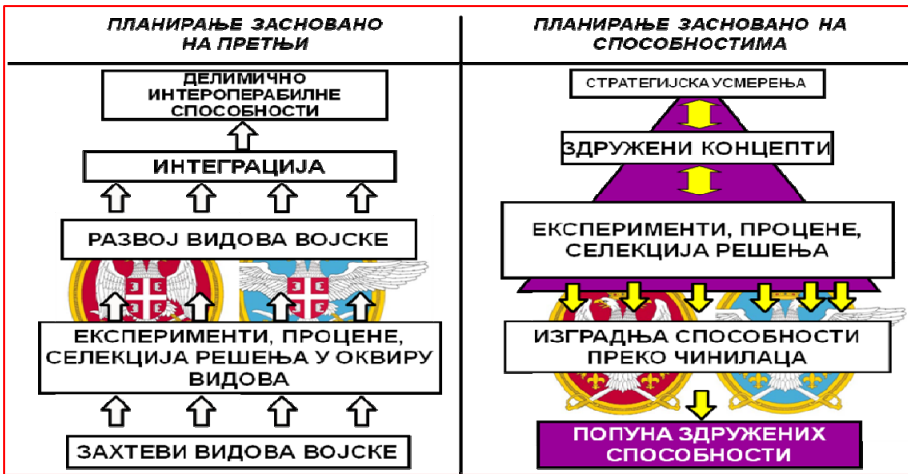 ПЛАНИРАЊЕ ЗАСНОВАНО
НА ПРЕТЊИ
ДЕЛИМИЧНО
ИНТЕРОПЕРАБИЛНЕ
СПОСОБНОСТИ
ИНТЕГРАЦИЈА
РАЗВОЈ ВИДОВА ВОЈСКЕ
ЕКСПЕРИМЕНТИ, ПРОЦЕНЕ,
СЕЛЕКЦИЈА РЕШЕЊА У ОКВИРУ
ВИДОВА
ЗАХТЕВИ ВИДОВА ВОЈСКЕ
ПЛАНИРАЊЕ ЗАСНОВАНО НА
СПОСОБНОСТИМА
СТРАТЕГИЈСКА УСМЕРЕЊА
ЗДРУЖЕНИ КОНЦЕПТИ
ЕКСПЕРИМЕНТИ, ПРОЦЕНЕ,
СЕЛЕКЦИЈА РЕШЕЊА
ИЗГРАДЊА СПОСОБНОСТИ
ПРЕКО ЧИНИЛАЦА
ПОПУНА ЗДРУЖЕНИХ
СПОСОБНОСТИ